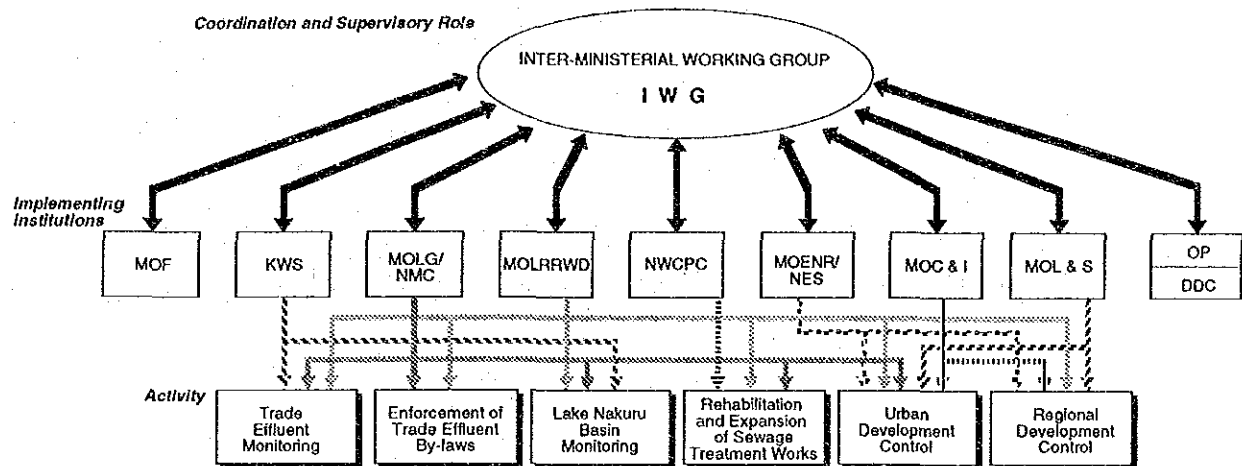 Coordination and Supervisory Role
INTER-MINISTERIAL WORKING GROUP
I W G
Implementing
Institutions
MOF
KWS
MOLG/
NMC
MOLRRWD
NWCPC
MOENR/
NES
MOC & I
MOL & S
OP
DDC
Activity
Trade
Effluent
Monitoring
Enforcement of
Trade Effluent
By-laws
Lake Nakuru
Basin
Monitoring
Rehabilitation
and Expansion
of Sewage
Treatment Works
Urban
Development
Control
Regional
Development
Control